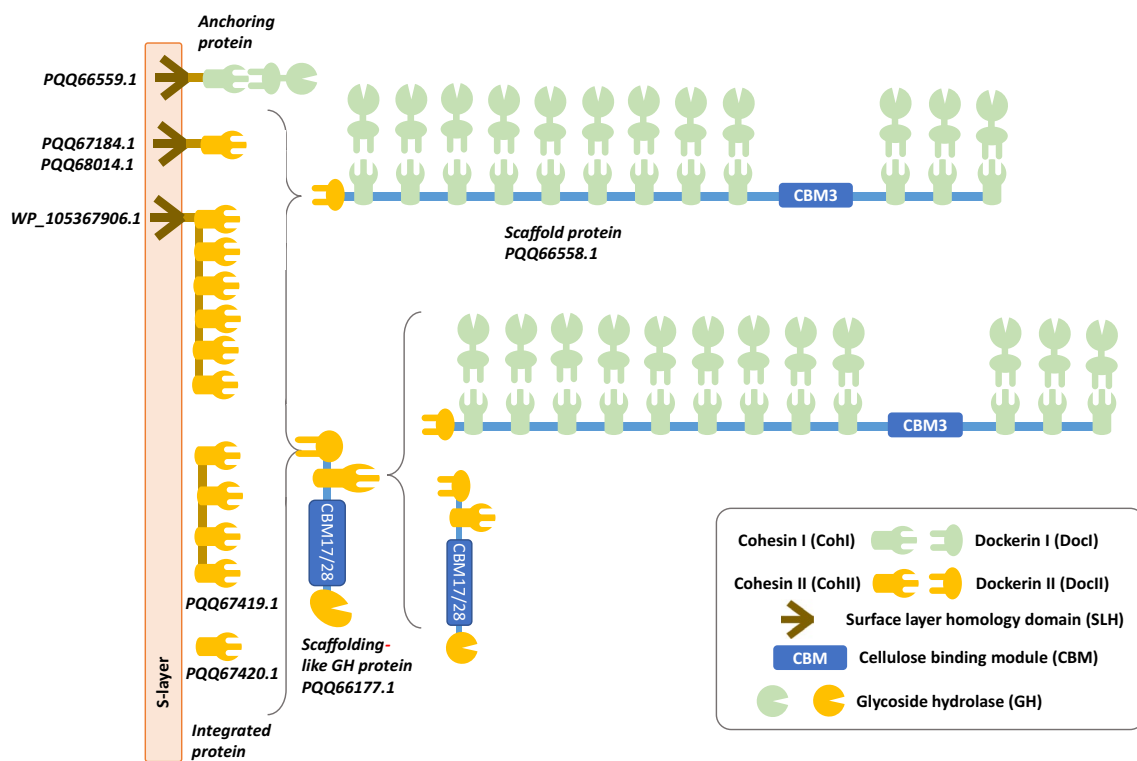 Anchoring
protein
PQQ66559.1
PQQ67184.1
PQQ68014.1
WP_105367906.1
CBM3
Scaffold protein
PQQ66558.1
CBM3
CBM17/28
CBM17/28
PQQ67419.1
PQQ67420.1
Scaffolding-
like GH protein
PQQ66177.1
S-layer
Integrated
protein
Cohesin I (CohI) Dockerin I (DocI)
Cohesin II (CohII) Dockerin II (DocII)
Surface layer homology domain (SLH)
CBM Cellulose binding module (CBM)
Glycoside hydrolase (GH)